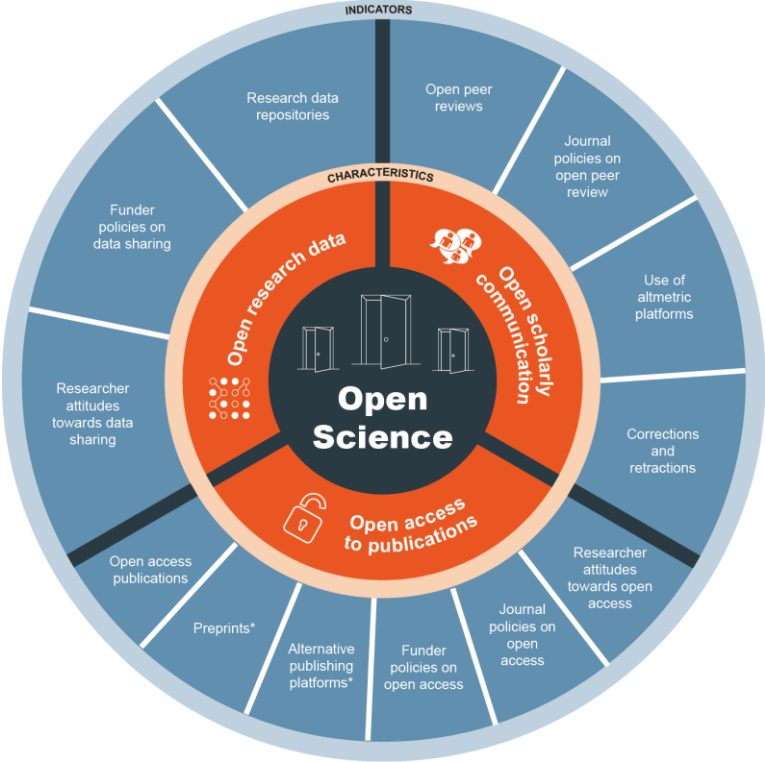 INDICATORS
Research data
repositories
Open peer
reviews
Journal
policies on
open peer
review
CHARACTERISTICS
Funder
policies on
data sharing
Open research data
Open scholarly
communication
Use of
altmetric
platforms
Researcher
attitudes
towards data
sharing
Open
Science
Corrections
and
retractions
Open access
to publications
Open access
publications
Preprints*
Alternative
publishing
platforms*
Funder
policies on
open access
Journal
policies on
open
access
Researcher
attitudes
towards open
access